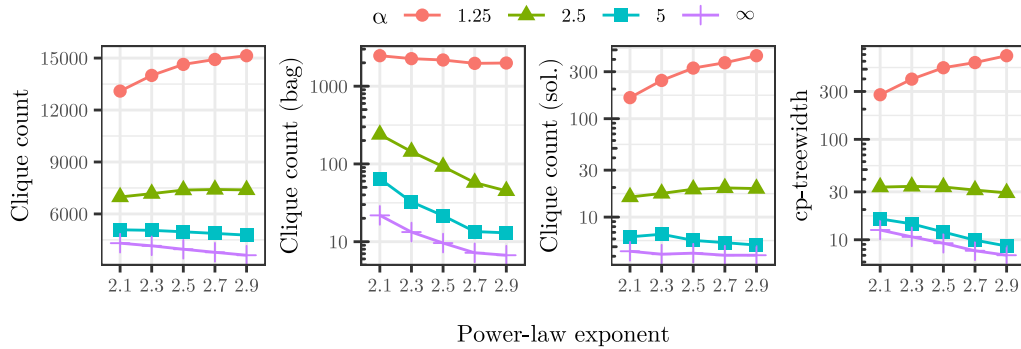 α 1.25 2.5 5 ∞
Clique count
15000
12000
9000
6000
2.1 2.3 2.5 2.7 2.9
Clique count (bag)
1000
100
10
2.1 2.3 2.5 2.7 2.9
Clique count (sol.)
300
100
30
10
2.1 2.3 2.5 2.7 2.9
cp-treewidth
300
100
30
10
2.1 2.3 2.5 2.7 2.9
Power-law exponent